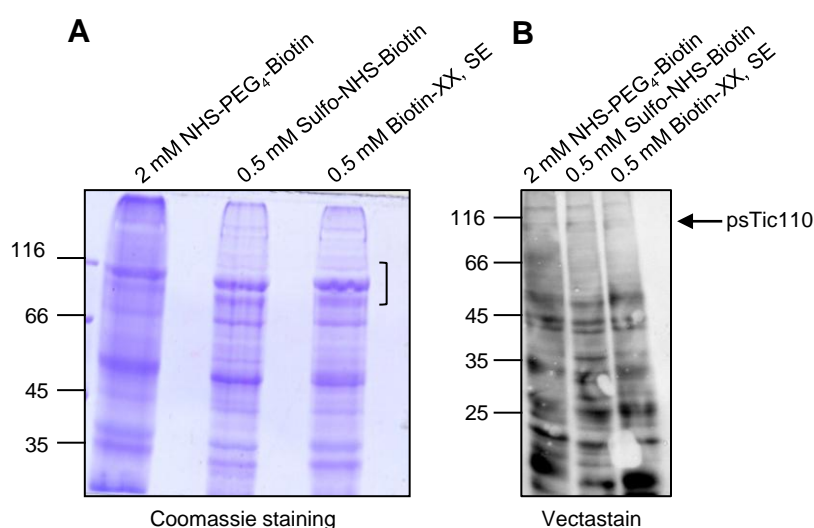 A
2 mM NHS-PEG4-Biotin
0.5 mM Sulfo-NHS-Biotin
0.5 mM Biotin-XX, SE
116
66
45
35
Coomassie staining
B
2 mM NHS-PEG4-Biotin
0.5 mM Sulfo-NHS-Biotin
0.5 mM Biotin-XX, SE
116
66
45
35
25
psTic110
Vectastain